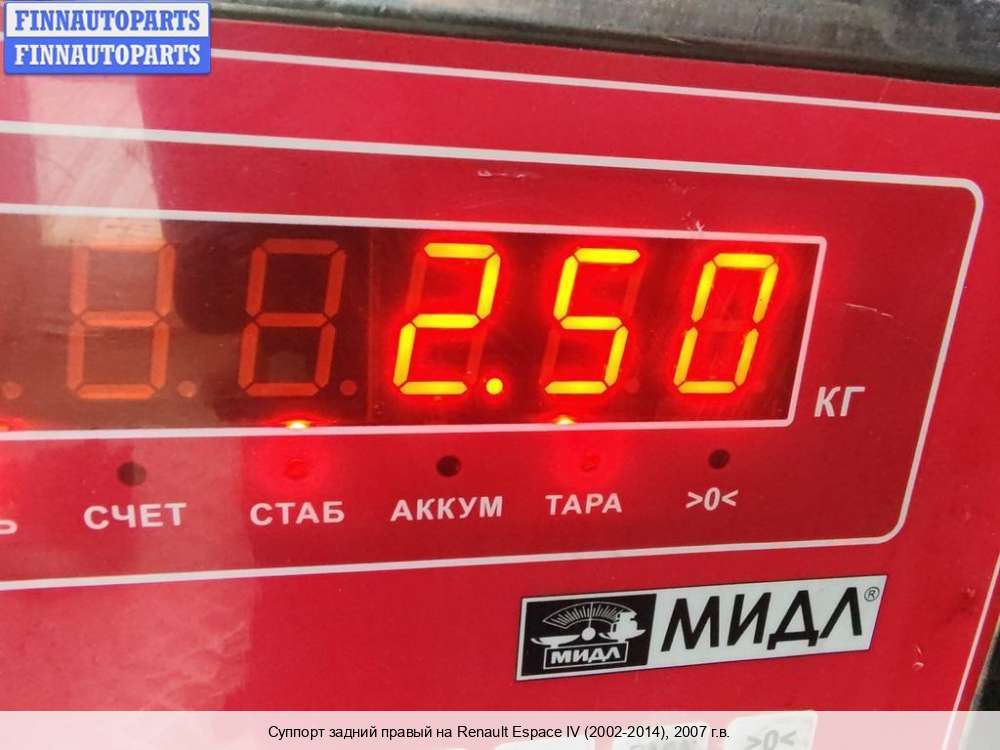 FINNAUTOPARTS
FINNAUTOPARTS
2.50
КГ
Ь СЧЕТ СТАБ АККУМ ТАРА >0<
МИДЛ МИДЛ®
>0<
Суппорт задний правый на Renault Espace IV (2002-2014), 2007 г.в.